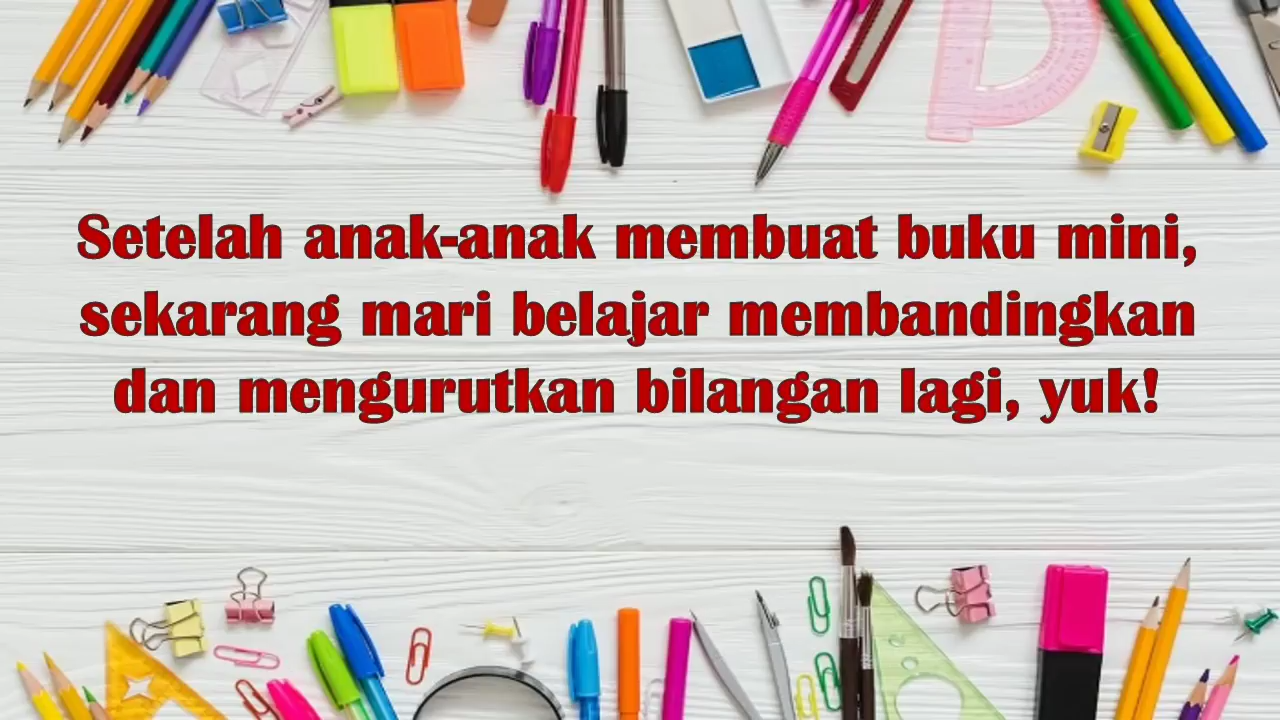 Setelah anak-anak membuat buku mini,
sekarang mari belajar membandingkan
dan mengurutkan bilangan lagi, yuk!